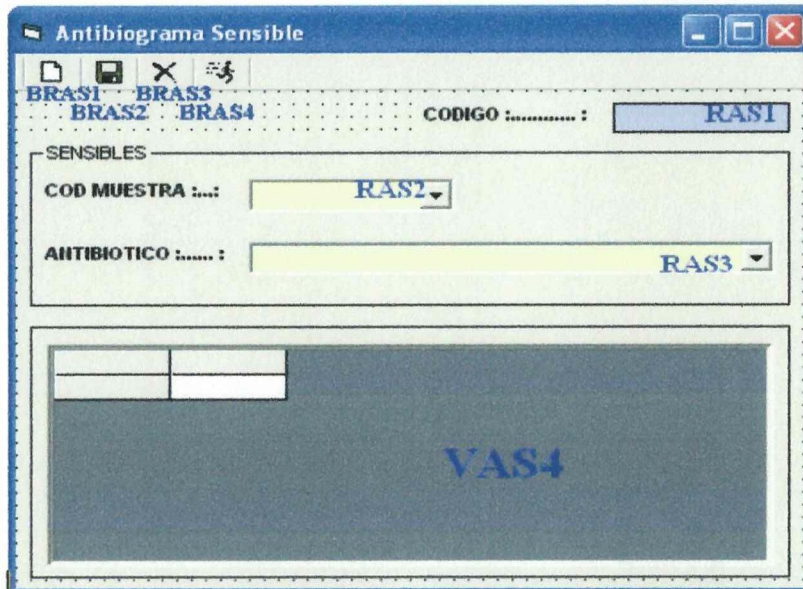 Antibiograma Sensible
BRAS1 BRAS3
BRAS2 BRAS4
CODIGO :............ : RAS1
SENSIBLES
COD MUESTRA :...: RAS2
ANTIBIOTICO :...... : RAS3
VAS4